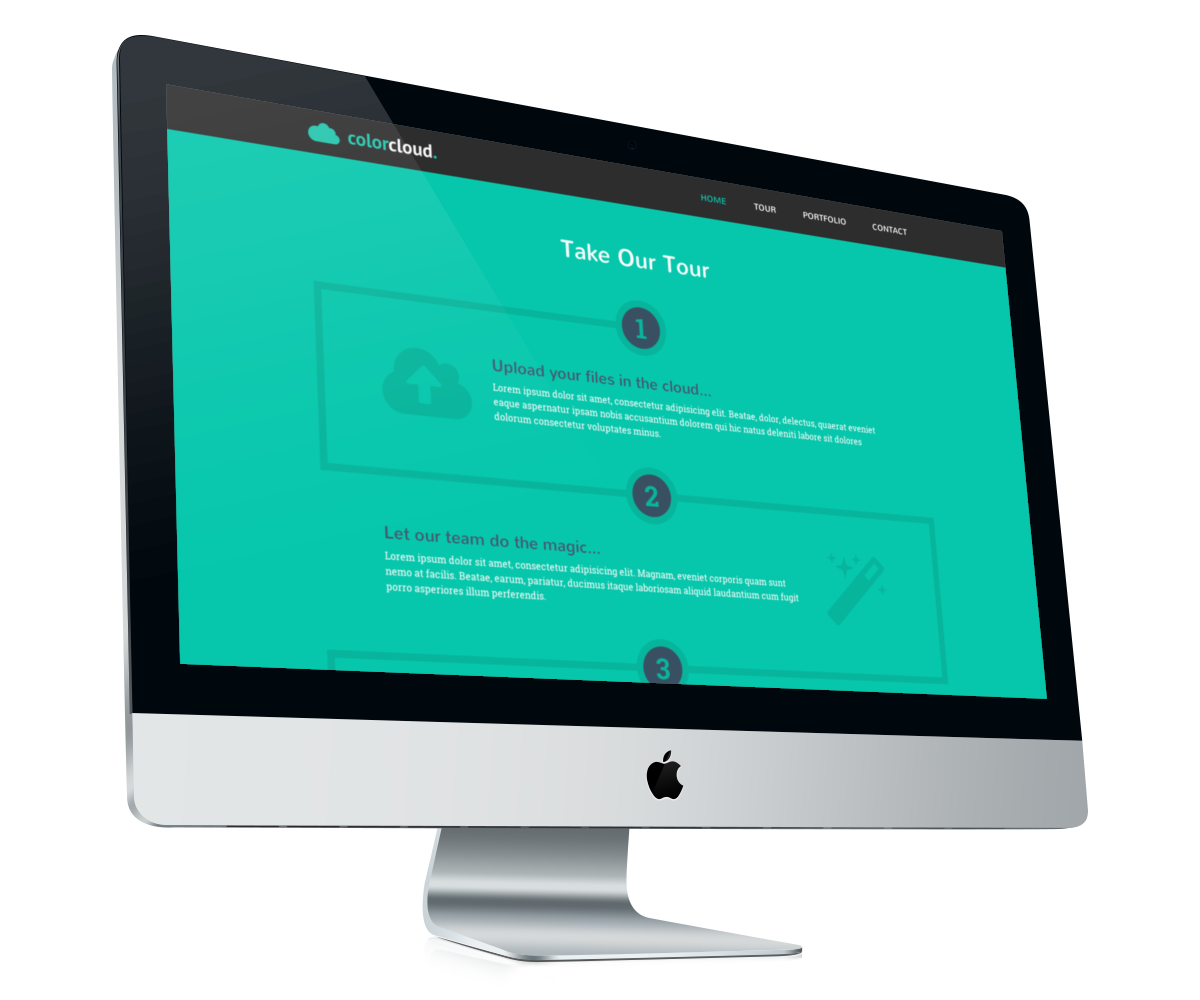 colorcloud.
HOME TOUR PORTFOLIO CONTACT
Take Our Tour
1
Upload your files in the cloud...
Lorem ipsum dolor sit amet, consectetur adipisicing elit. Beatae, dolor, delectus, quaerat eveniet
eaque aspernatur ipsam nobis accusantium dolorem qui hic natus deleniti labore sit dolores
dolorum consectetur voluptates minus.
2
Let our team do the magic...
Lorem ipsum dolor sit amet, consectetur adipisicing elit. Magnam, eveniet corporis quam sunt
nemo at facilis. Beatae, earum, pariatur, ducimus itaque laboriosam aliquid laudantium cum fugit
porro asperiores illum perferendis.
3